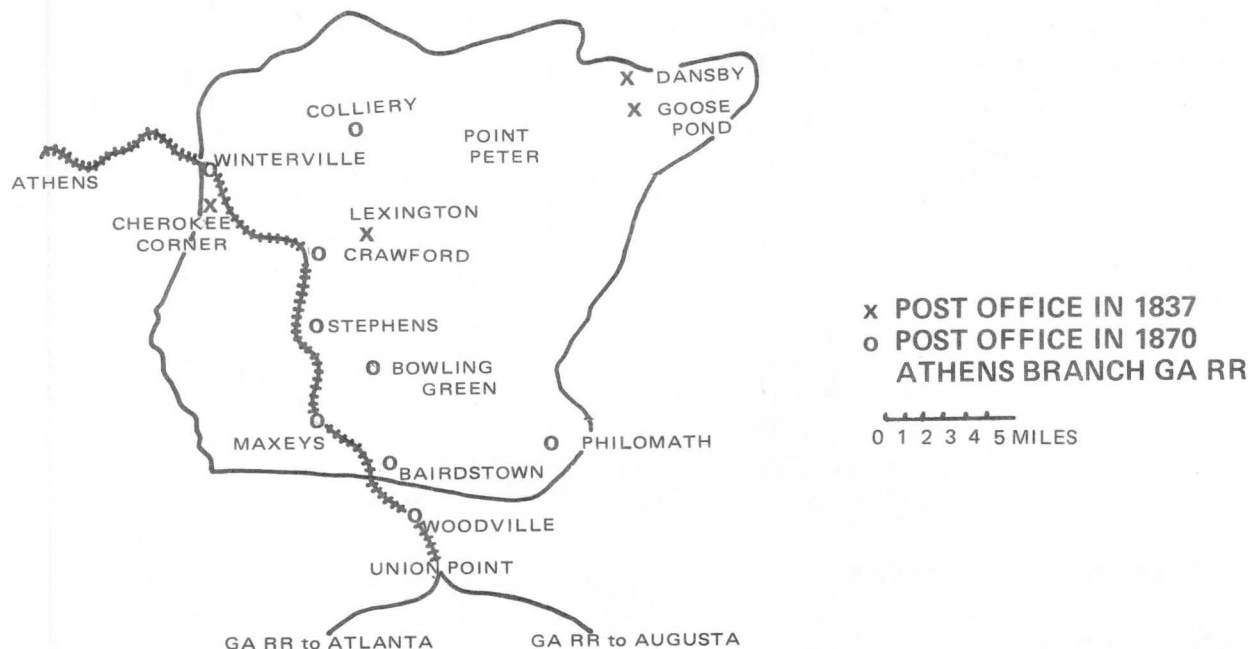 x DANSBY
x GOOSE
POND
COLLIERY
o
POINT
PETER
o WINTERVILLE
ATHENS
x
CHEROKEE
CORNER
LEXINGTON
x
o CRAWFORD
o STEPHENS
o BOWLING
GREEN
o
MAXEYS
o PHILOMATH
o BAIRDSTOWN
o WOODVILLE
UNION POINT
GA RR to ATLANTA
GA RR to AUGUSTA
x POST OFFICE IN 1837
o POST OFFICE IN 1870
ATHENS BRANCH GA RR
0 1 2 3 4 5 MILES